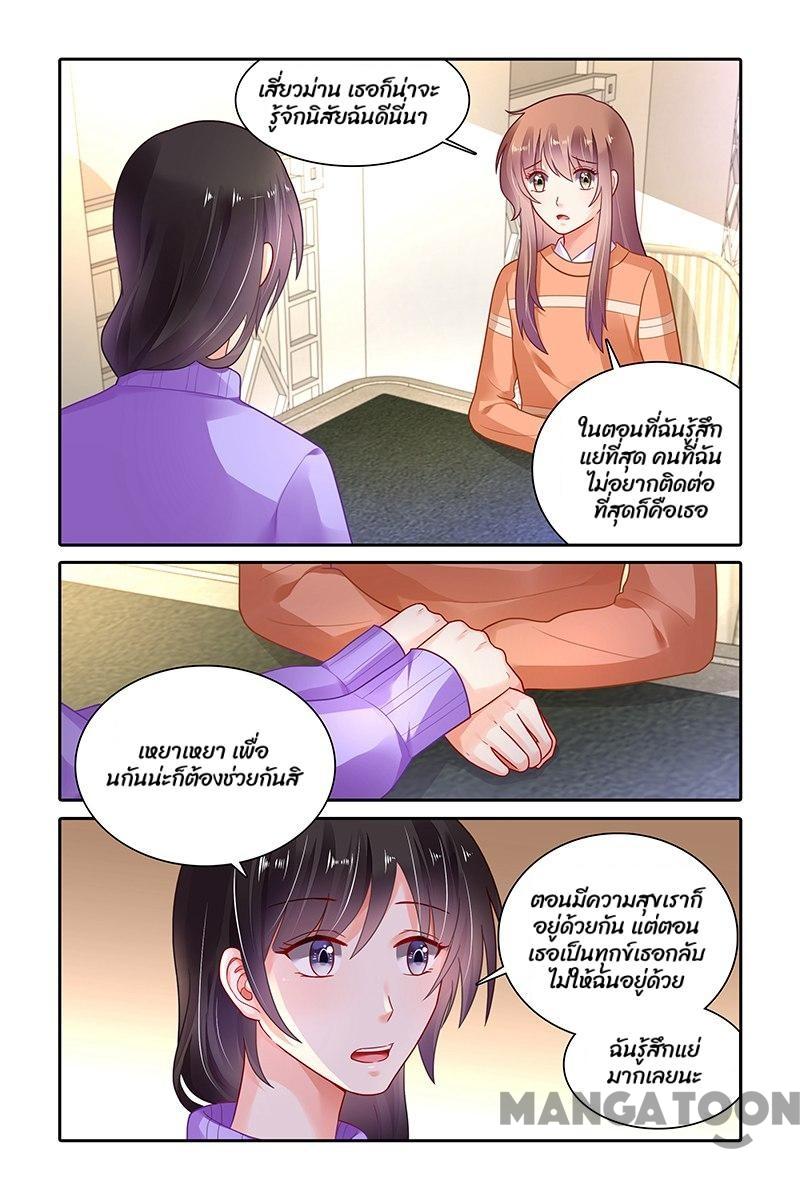 เสี่ยวม่าน เธอก็น่าจะ
รู้จักนิสัยฉันดีนี่นา
ในตอนที่ฉันรู้สึก
แย่ที่สุด คนที่ฉัน
ไม่อยากติดต่อ
ที่สุดก็คือเธอ
เหยาเหยา เพื่อ
นกันน่ะก็ต้องช่วยกันสิ
ตอนมีความสุขเราก็
อยู่ด้วยกัน แต่ตอน
เธอเป็นทุกข์เธอกลับ
ไม่ให้ฉันอยู่ด้วย
ฉันรู้สึกแย่
มากเลยนะ
MANGATOON